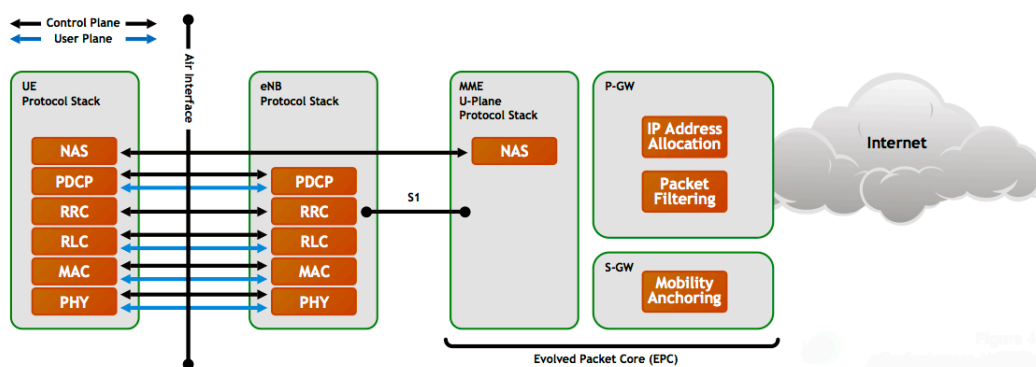 Control Plane
User Plane
Air Interface
UE
Protocol Stack
NAS
PDCP
RRC
RLC
MAC
PHY
eNB
Protocol Stack
PDCP
RRC
RLC
MAC
PHY
S1
MME
U-Plane
Protocol Stack
NAS
P-GW
IP Address
Allocation
Packet
Filtering
S-GW
Mobility
Anchoring
Internet
Evolved Packet Core (EPC)